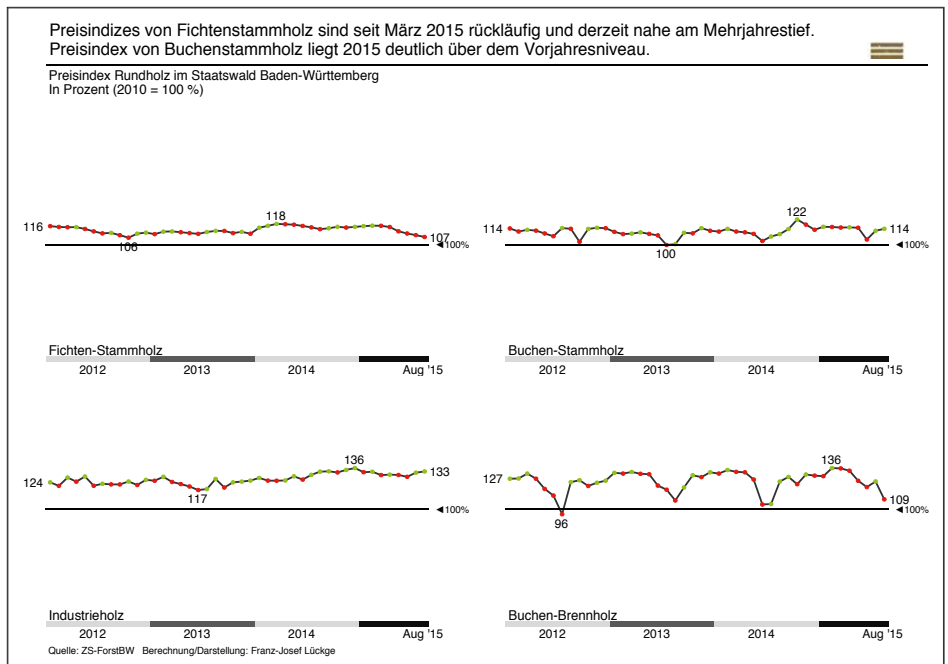 Preisindizes von Fichtenstammholz sind seit März 2015 rückläufig und derzeit nahe am Mehrjahrestief.
Preisindex von Buchenstammholz liegt 2015 deutlich über dem Vorjahresniveau.
Preisindex Rundholz im Staatswald Baden-Württemberg
In Prozent (2010 = 100 %)
116
106
118
107
◄100%
Fichten-Stammholz
2012 2013 2014 Aug '15
114
100
122
114
◄100%
Buchen-Stammholz
2012 2013 2014 Aug '15
124
117
136
133
◄100%
Industrieholz
2012 2013 2014 Aug '15
127
96
136
109
◄100%
Buchen-Brennholz
2012 2013 2014 Aug '15
Quelle: ZS-ForstBW Berechnung/Darstellung: Franz-Josef Lückge